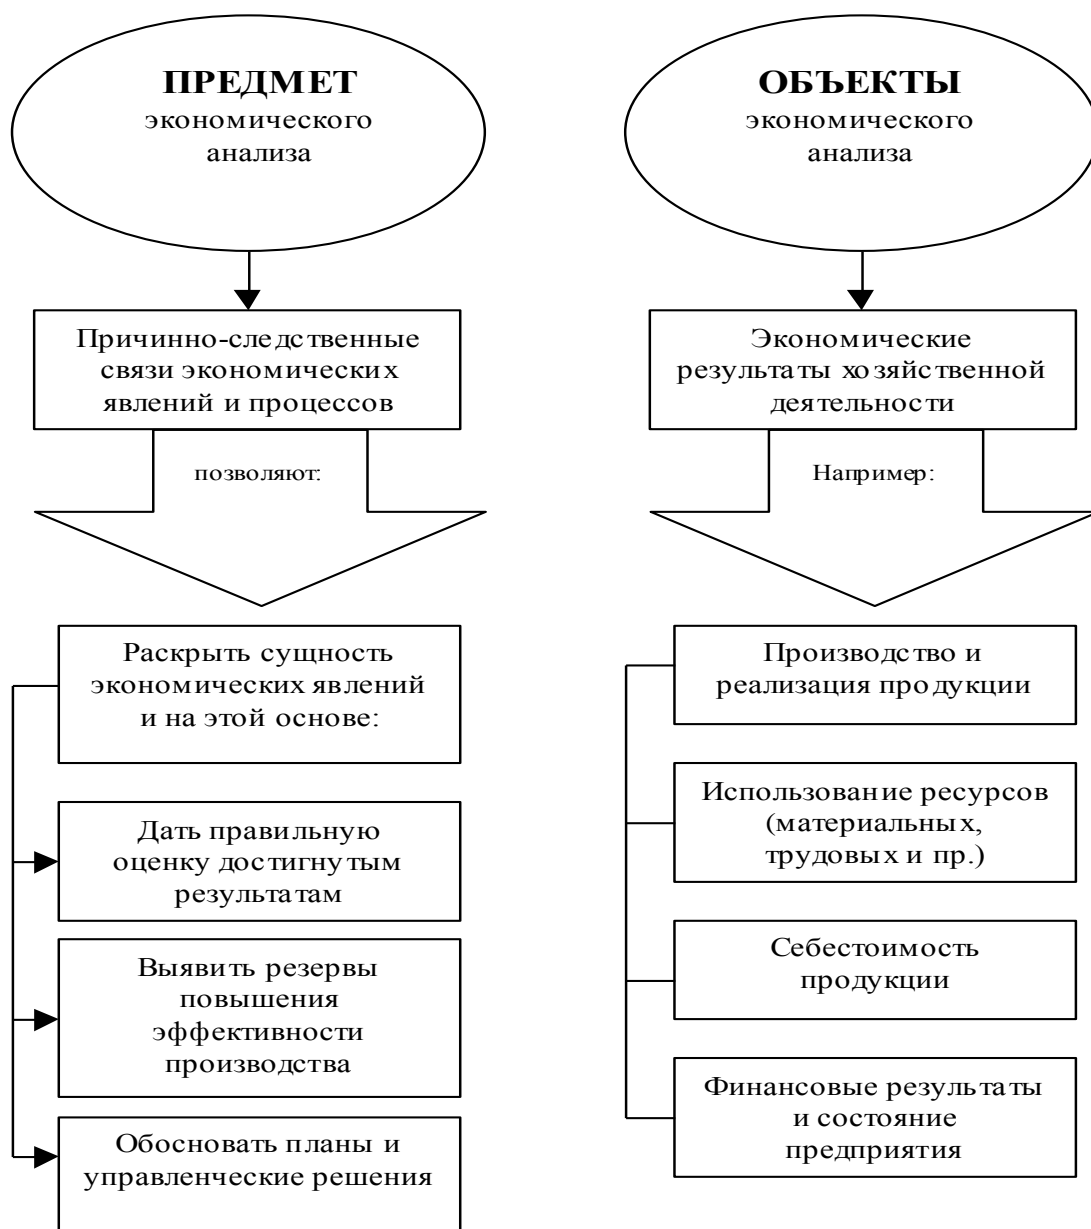 ПРЕДМЕТ
экономического
анализа
Причинно-следственные
связи экономических
явлений и процессов
позволяют:
Раскрыть сущность
экономических явлений
и на этой основе:
Дать правильную
оценку достигнутым
результатам
Выявить резервы
повышения
эффективности
производства
Обосновать планы и
управленческие решения
ОБЪЕКТЫ
экономического
анализа
Экономические
результаты хозяйственной
деятельности
Например:
Производство и
реализация продукции
Использование ресурсов
(материальных,
трудовых и пр.)
Себестоимость
продукции
Финансовые результаты
и состояние
предприятия